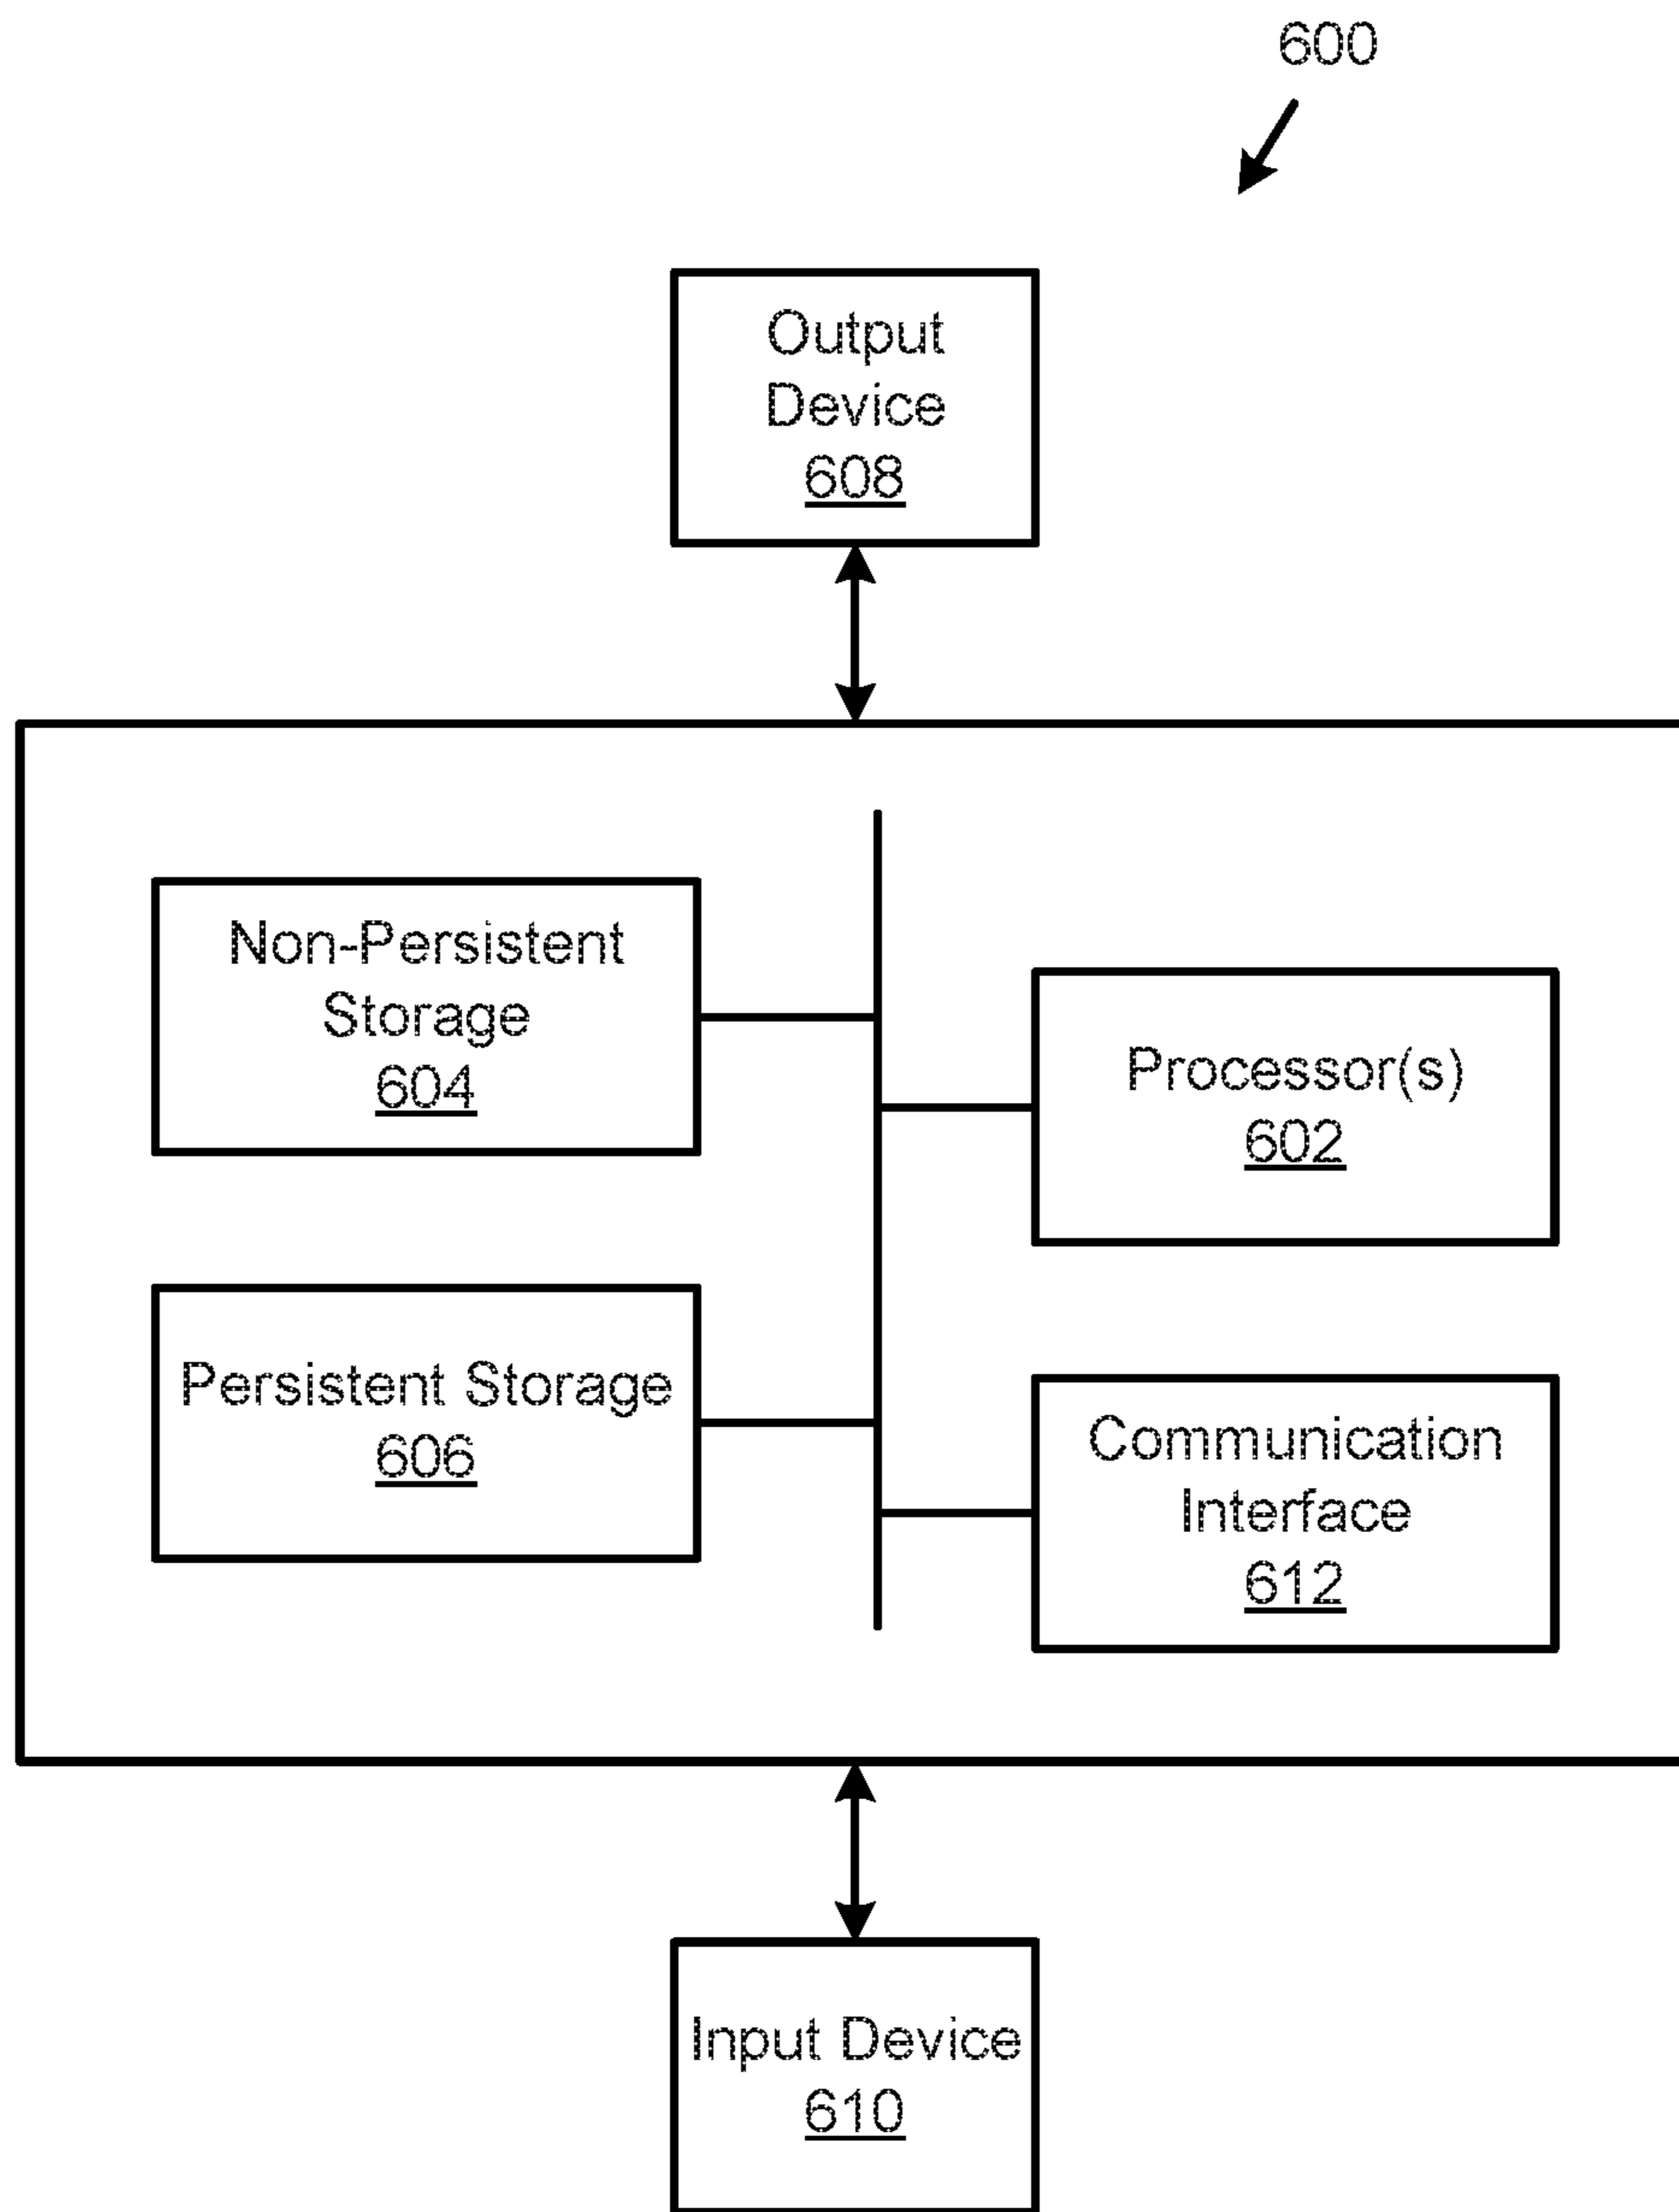 600
Output
Device
608
Non-Persistent
Storage
604
Processor(s)
602
Persistent Storage
606
Communication
Interface
612
Input Device
610